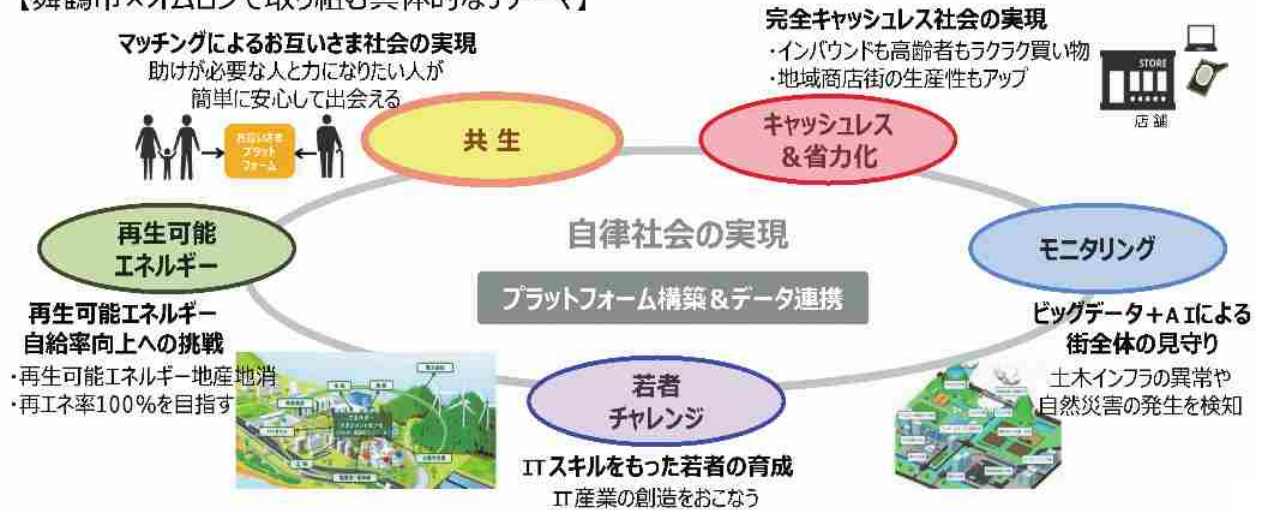 【舞鶴市×オムロンで取り組む具体的なテーマ】
マッチングによるお互いさま社会の実現
助けが必要な人と力になりたい人が
簡単に安心して出会える
お互いさま
プラット
フォーム
共 生
完全キャッシュレス社会の実現
・インバウンドも高齢者もラクラク買い物
・地域商店街の生産性もアップ
STORE
店 舗
キャッシュレス
&省力化
再生可能
エネルギー
自律社会の実現
モニタリング
プラットフォーム構築&データ連携
再生可能エネルギー
自給率向上への挑戦
・再生可能エネルギー地産地消
・再エネ率100%を目指す
ビッグデータ+AIによる
街全体の見守り
土木インフラの異常や
自然災害の発生を検知
若者
チャレンジ
ITスキルをもった若者の育成
IT産業の創造をおこなう